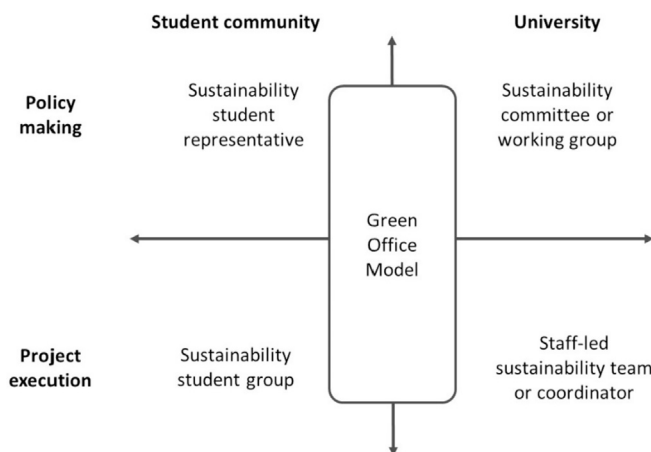 Student community
University
Policy
making
Sustainability
student
representative
Sustainability
committee or
working group
Green
Office
Model
Project
execution
Sustainability
student group
Staff-led
sustainability team
or coordinator